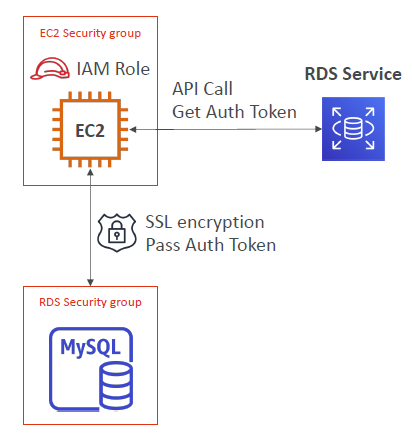 EC2 Security group
IAM Role
EC2
API Call
Get Auth Token
RDS Service
SSL encryption
Pass Auth Token
RDS Security group
MySQL